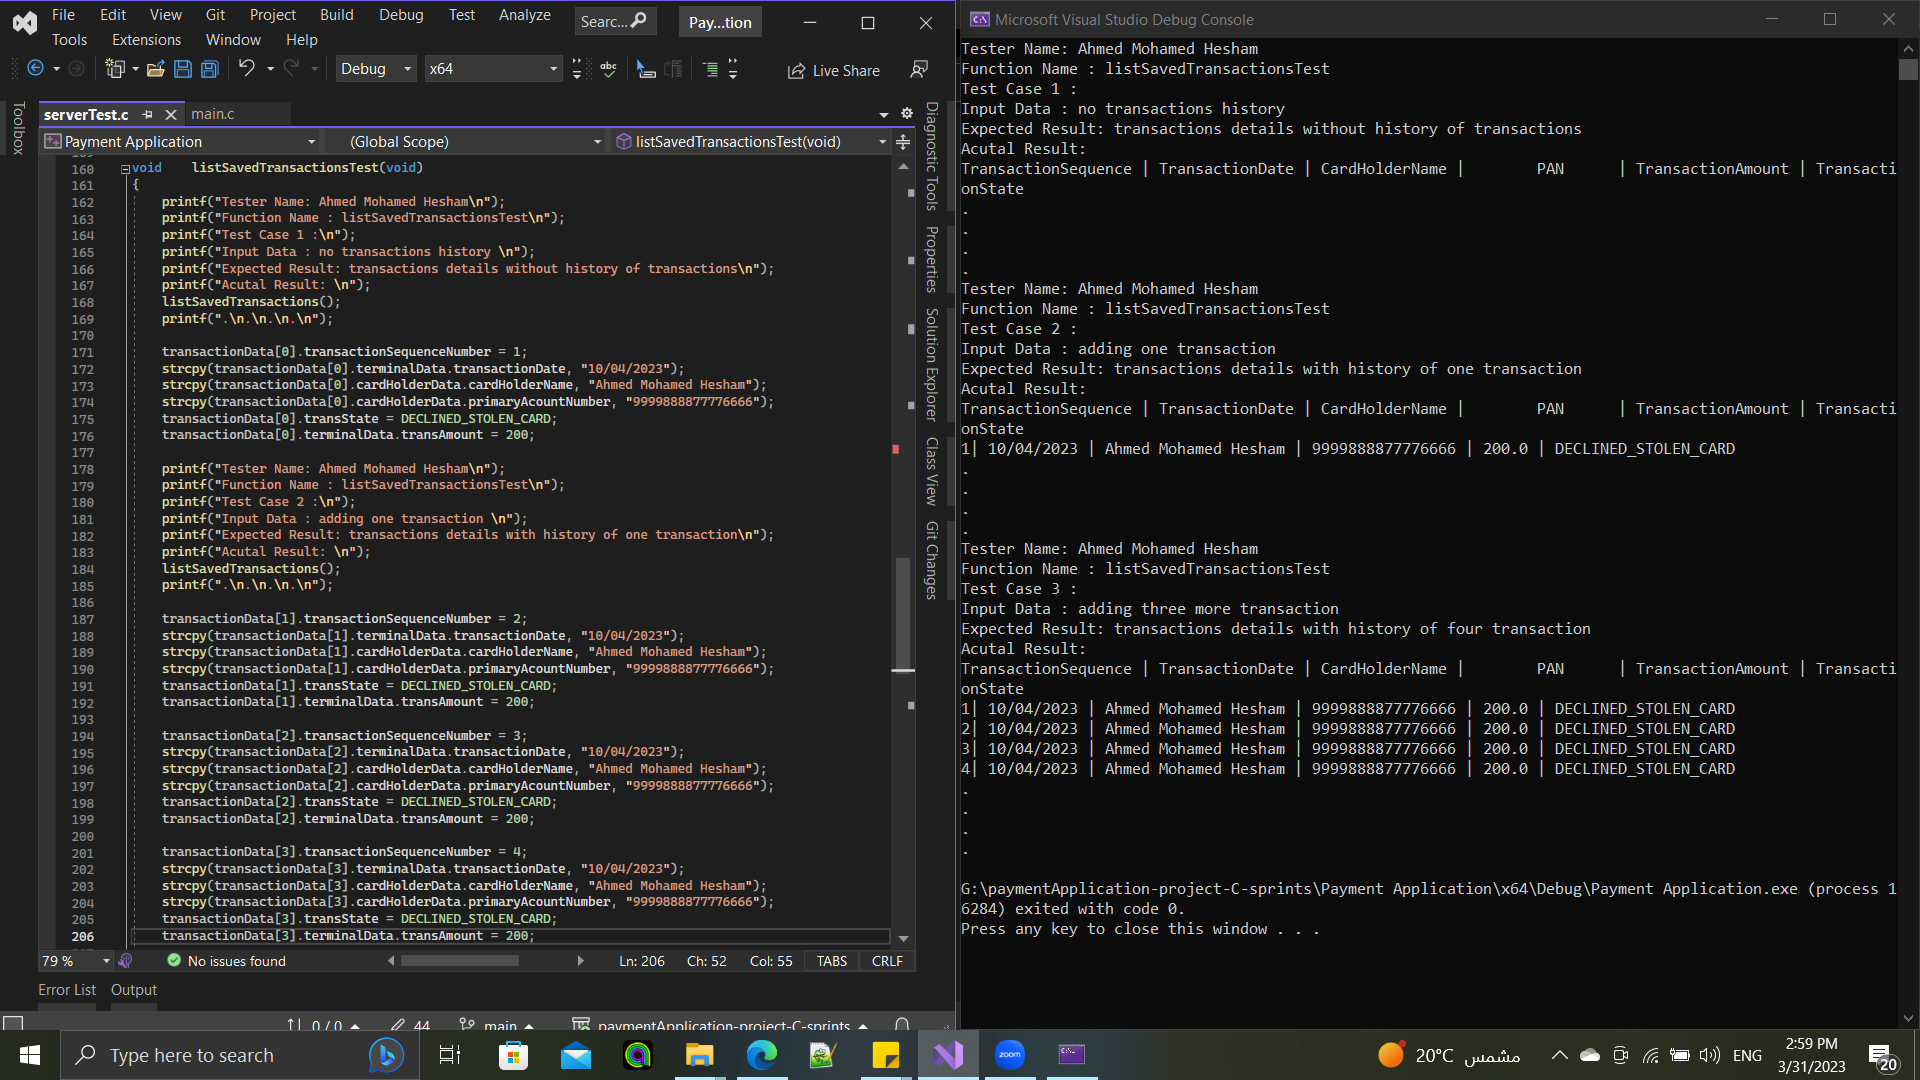 File Edit View Git Project Build Debug Test Analyze
Searc...
Pay...tion
Tools Extensions Window Help
Debug
x64
abc
Live Share
Toolbox
serverTest.c
main.c
Payment Application
(Global Scope)
listSavedTransactionsTest(void)
160 void    listSavedTransactionsTest(void)
161 {
162 printf("Tester Name: Ahmed Mohamed Hesham\n");
163 printf("Function Name : listSavedTransactionsTest\n");
164 printf("Test Case 1 :\n");
165 printf("Input Data : no transactions history \n");
166 printf("Expected Result: transactions details without history of transactions\n");
167 printf("Acutal Result: \n");
168 listSavedTransactions();
169 printf(".\n.\n.\n.\n");
170
171 transactionData[0].transactionSequenceNumber = 1;
172 strcpy(transactionData[0].terminalData.transactionDate, "10/04/2023");
173 strcpy(transactionData[0].cardHolderData.cardHolderName, "Ahmed Mohamed Hesham");
174 strcpy(transactionData[0].cardHolderData.primaryAcountNumber, "9999888877776666");
175 transactionData[0].transState = DECLINED_STOLEN_CARD;
176 transactionData[0].terminalData.transAmount = 200;
177
178 printf("Tester Name: Ahmed Mohamed Hesham\n");
179 printf("Function Name : listSavedTransactionsTest\n");
180 printf("Test Case 2 :\n");
181 printf("Input Data : adding one transaction \n");
182 printf("Expected Result: transactions details with history of one transaction\n");
183 printf("Acutal Result: \n");
184 listSavedTransactions();
185 printf(".\n.\n.\n.\n");
186
187 transactionData[1].transactionSequenceNumber = 2;
188 strcpy(transactionData[1].terminalData.transactionDate, "10/04/2023");
189 strcpy(transactionData[1].cardHolderData.cardHolderName, "Ahmed Mohamed Hesham");
190 strcpy(transactionData[1].cardHolderData.primaryAcountNumber, "9999888877776666");
191 transactionData[1].transState = DECLINED_STOLEN_CARD;
192 transactionData[1].terminalData.transAmount = 200;
193
194 transactionData[2].transactionSequenceNumber = 3;
195 strcpy(transactionData[2].terminalData.transactionDate, "10/04/2023");
196 strcpy(transactionData[2].cardHolderData.cardHolderName, "Ahmed Mohamed Hesham");
197 strcpy(transactionData[2].cardHolderData.primaryAcountNumber, "9999888877776666");
198 transactionData[2].transState = DECLINED_STOLEN_CARD;
199 transactionData[2].terminalData.transAmount = 200;
200
201 transactionData[3].transactionSequenceNumber = 4;
202 strcpy(transactionData[3].terminalData.transactionDate, "10/04/2023");
203 strcpy(transactionData[3].cardHolderData.cardHolderName, "Ahmed Mohamed Hesham");
204 strcpy(transactionData[3].cardHolderData.primaryAcountNumber, "9999888877776666");
205 transactionData[3].transState = DECLINED_STOLEN_CARD;
206 transactionData[3].terminalData.transAmount = 200;
Diagnostic Tools
Properties
Solution Explorer
Class View
Git Changes
79 %
No issues found
Ln: 206 Ch: 52 Col: 55 TABS CRLF
Error List Output
0 / 0
44
main
paymentApplication-project-C-sprints
Microsoft Visual Studio Debug Console
Tester Name: Ahmed Mohamed Hesham
Function Name : listSavedTransactionsTest
Test Case 1 :
Input Data : no transactions history
Expected Result: transactions details without history of transactions
Acutal Result:
TransactionSequence | TransactionDate | CardHolderName |        PAN      | TransactionAmount | Transacti
onState
.
.
.
.
Tester Name: Ahmed Mohamed Hesham
Function Name : listSavedTransactionsTest
Test Case 2 :
Input Data : adding one transaction
Expected Result: transactions details with history of one transaction
Acutal Result:
TransactionSequence | TransactionDate | CardHolderName |        PAN      | TransactionAmount | Transacti
onState
1| 10/04/2023 | Ahmed Mohamed Hesham | 9999888877776666 | 200.0 | DECLINED_STOLEN_CARD
.
.
.
.
Tester Name: Ahmed Mohamed Hesham
Function Name : listSavedTransactionsTest
Test Case 3 :
Input Data : adding three more transaction
Expected Result: transactions details with history of four transaction
Acutal Result:
TransactionSequence | TransactionDate | CardHolderName |        PAN      | TransactionAmount | Transacti
onState
1| 10/04/2023 | Ahmed Mohamed Hesham | 9999888877776666 | 200.0 | DECLINED_STOLEN_CARD
2| 10/04/2023 | Ahmed Mohamed Hesham | 9999888877776666 | 200.0 | DECLINED_STOLEN_CARD
3| 10/04/2023 | Ahmed Mohamed Hesham | 9999888877776666 | 200.0 | DECLINED_STOLEN_CARD
4| 10/04/2023 | Ahmed Mohamed Hesham | 9999888877776666 | 200.0 | DECLINED_STOLEN_CARD
.
.
.
.
G:\paymentApplication-project-C-sprints\Payment Application\x64\Debug\Payment Application.exe (process 1
6284) exited with code 0.
Press any key to close this window . . .
Type here to search
zoom
20°C مشمس
ENG
2:59 PM
3/31/2023
20